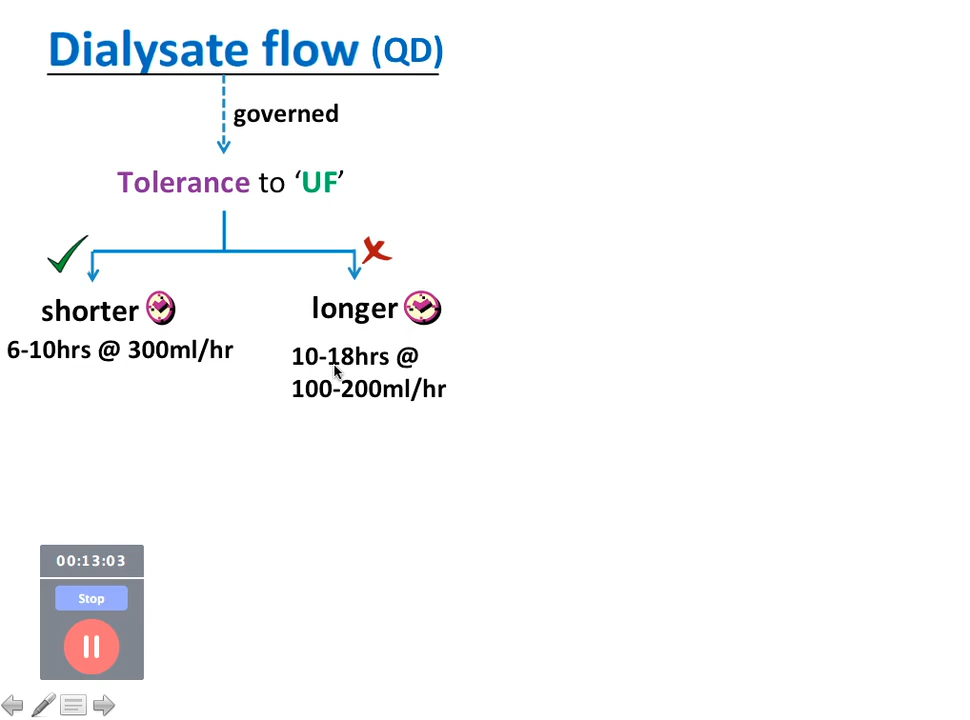 Dialysate flow (QD)
governed
Tolerance to ‘UF’
shorter
6-10hrs @ 300ml/hr
longer
10-18hrs @
100-200ml/hr
00:13:03
Stop